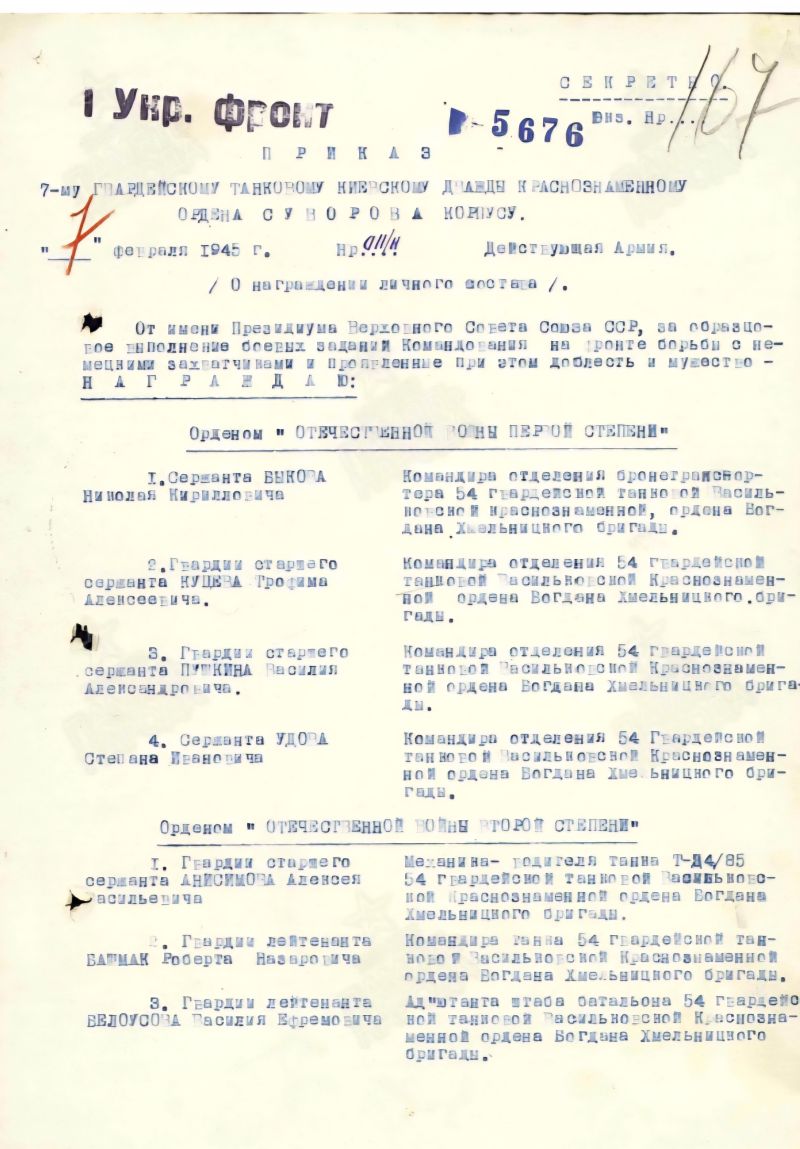 СЕКРЕТНО.
1 Укр. фронт
5676
Экз. Нр....
167
ПРИКАЗ
7-му ГВАРДЕЙСКОМУ ТАНКОВОМУ КИЕВСКОМУ ДВАЖДЫ КРАСНОЗНАМЕННОМУ
ОРДЕНА СУВОРОВА КОРПУСУ.
"7" февраля 1945 г. Нр 011/н Действующая Армия.
/ О награждении личного состава /.
От имени Президиума Верховного Совета Союза ССР, за образцо-
вое выполнение боевых заданий Командования на фронте борьбы с не-
мецкими захватчиками и проявленные при этом доблесть и мужество -
НАГРАЖДАЮ:
Орденом " ОТЕЧЕСТВЕННОЙ ВОЙНЫ ПЕРВОЙ СТЕПЕНИ"
1.Сержанта БЫКОВА Командира отделения бронетранспор-
Николая Кирилловича тера 54 гвардейской танковой Василь-
ковской Краснознаменной, ордена Бог-
дана Хмельницкого бригады.
2.Гвардии старшего Командира отделения 54 гвардейской
сержанта КУЦЕВА Трофима танковой Васильковской Краснознамен-
Алексеевича. ной ордена Богдана Хмельницкого.бри-
гады.
3. Гвардии старшего Командира отделения 54 гвардейской
сержанта ПУШКИНА Василия танковой Васильковской Краснознамен-
Александровича. ной ордена Богдана Хмельницкого брига-
ды.
4. Сержанта УДОВА Командира отделения 54 Гвардейской
Степана Ивановича танковой Васильковской Краснознамен-
ной ордена Богдана Хмельницкого бри-
гады.
Орденом " ОТЕЧЕСТВЕННОЙ ВОЙНЫ ВТОРОЙ СТЕПЕНИ"
1. Гвардии старшего Механика- водителя танка Т-34/85
сержанта АНИСИМОВА Алексея 54 гвардейской танковой Васильковс-
Васильевича кой Краснознаменной ордена Богдана
Хмельницкого бригады.
2. Гвардии лейтенанта Командира танка 54 гвардейской тан-
БАШМАК Роберта Назаровича ковой Васильковской Краснознаменной
ордена Богдана Хмельницкого бригады.
3. Гвардии лейтенанта Ад"ютанта штаба батальона 54 гвардейс
БЕЛОУСОВА Василия Ефремовича кой танковой Васильковской Краснозна-
менной ордена Богдана Хмельницкого
бригады.